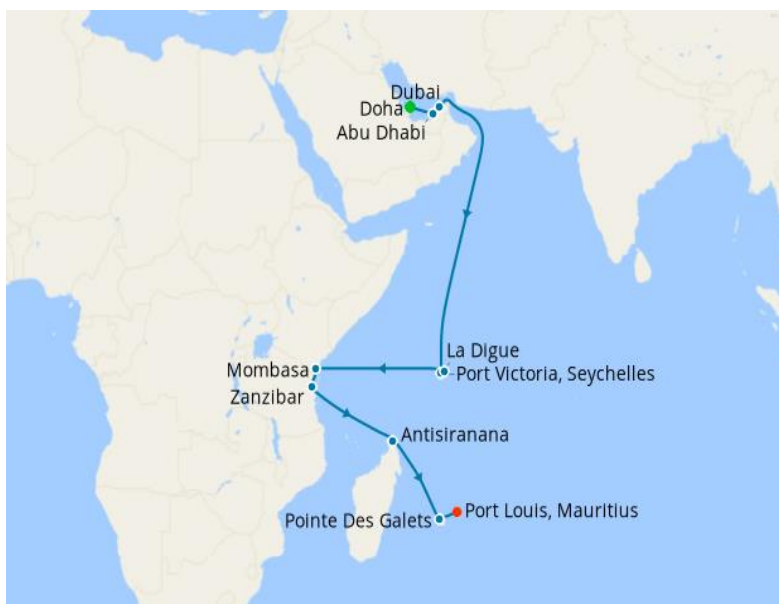 Dubai
Doha
Abu Dhabi
La Digue
Port Victoria, Seychelles
Mombasa
Zanzibar
Antisiranana
Port Louis, Mauritius
Pointe Des Galets